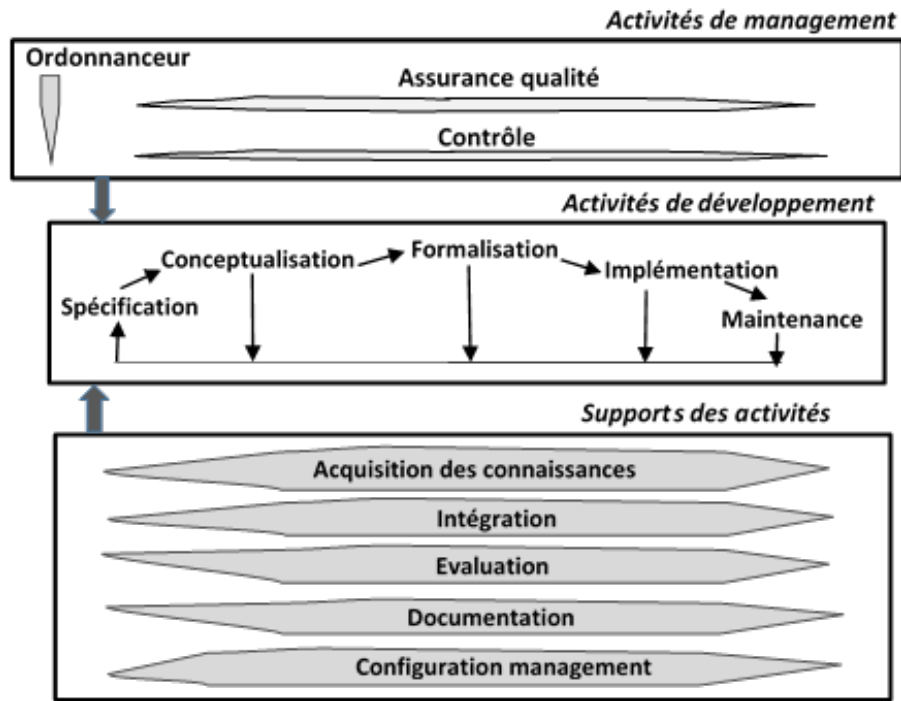 Activités de management
Ordonnanceur
Assurance qualité
Contrôle
Activités de développement
Conceptualisation
Formalisation
Implémentation
Spécification
Maintenance
Supports des activités
Acquisition des connaissances
Intégration
Evaluation
Documentation
Configuration management